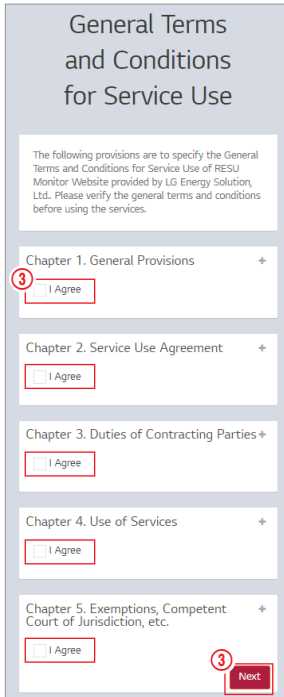 General Terms
and Conditions
for Service Use
The following provisions are to specify the General
Terms and Conditions for Service Use of RESU
Monitor Website provided by LG Energy Solution,
Ltd.. Please verify the general terms and conditions
before using the services.
Chapter 1. General Provisions +
③
I Agree
Chapter 2. Service Use Agreement +
I Agree
Chapter 3. Duties of Contracting Parties +
I Agree
Chapter 4. Use of Services +
I Agree
Chapter 5. Exemptions, Competent +
Court of Jurisdiction, etc.
I Agree
③
Next